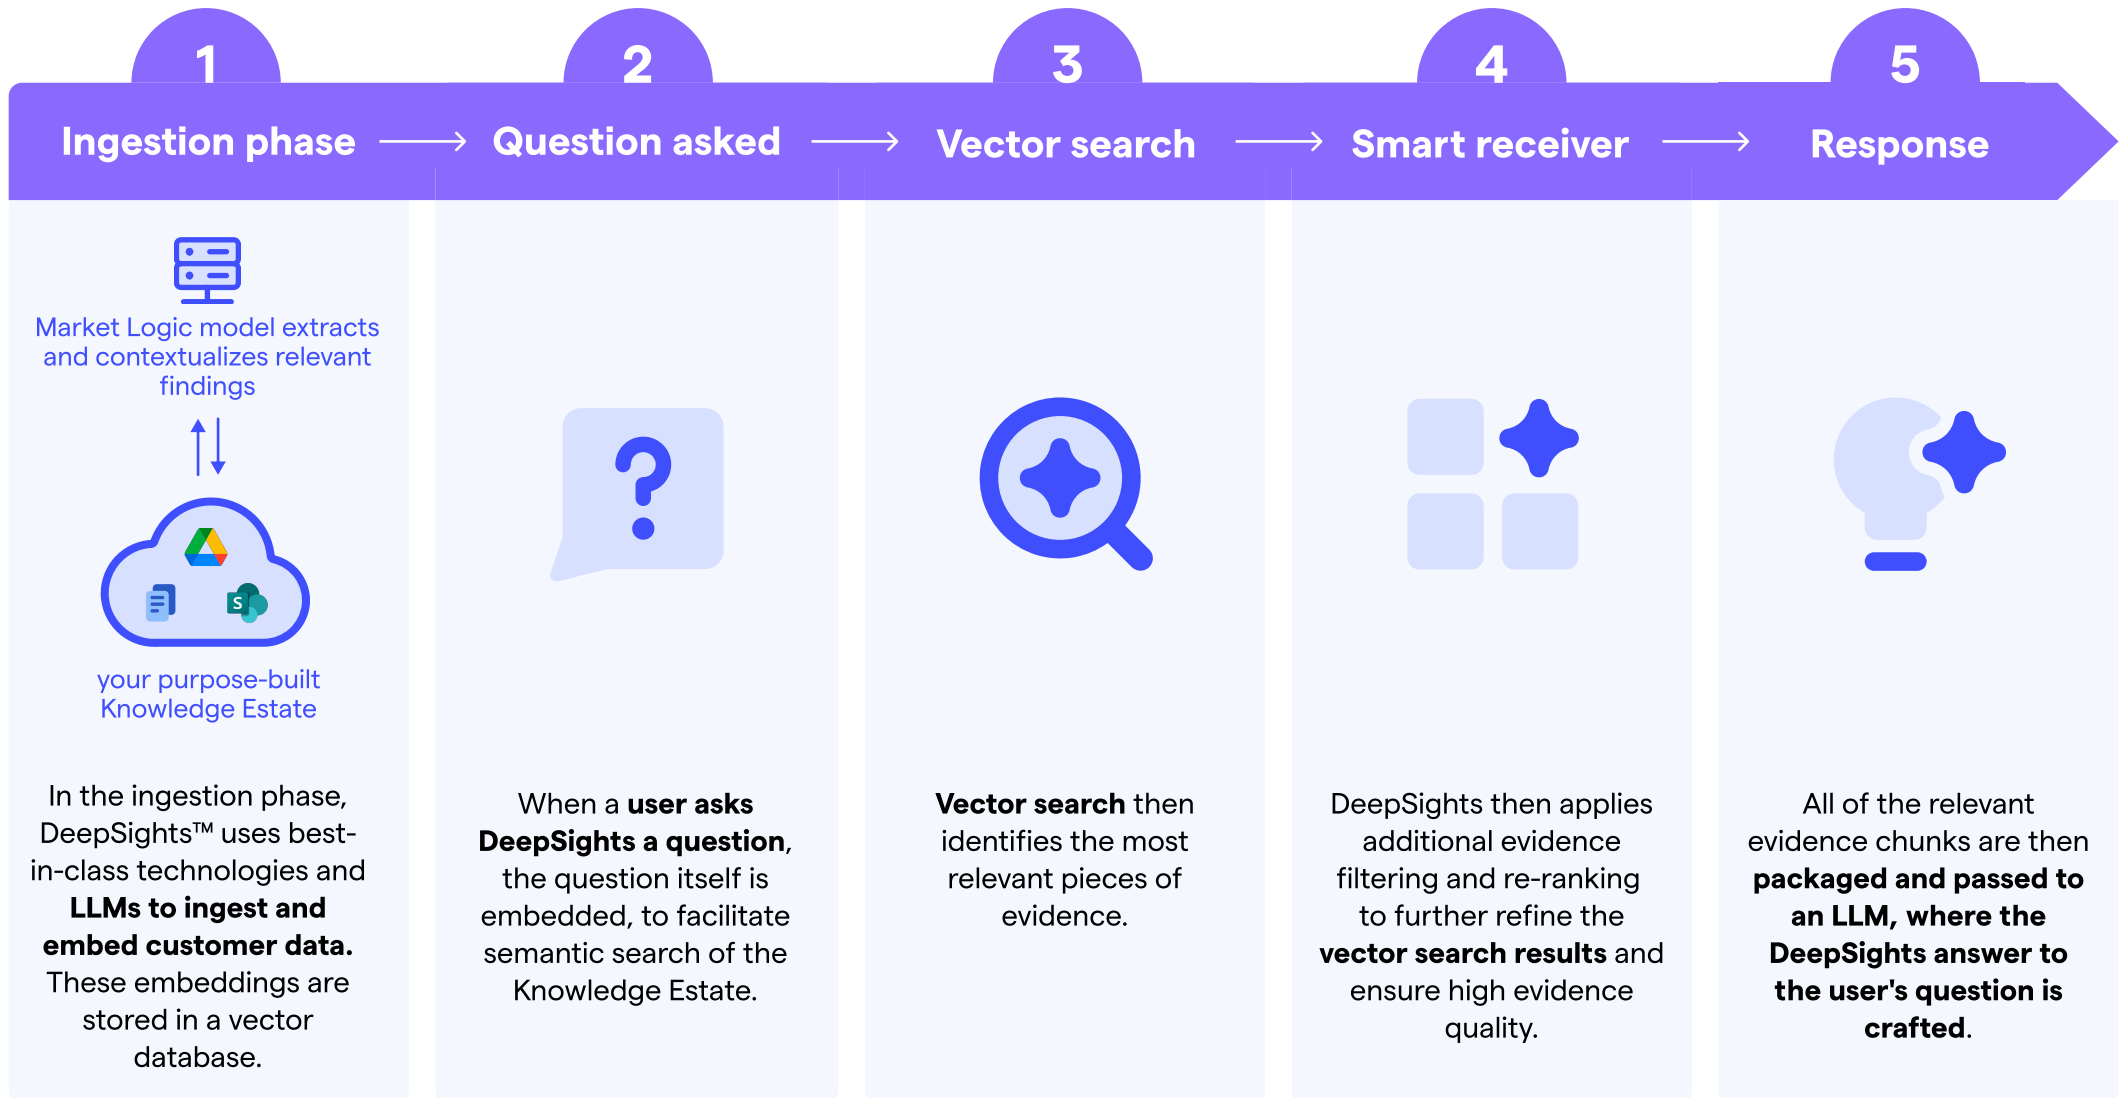 1
2
3
4
5
Ingestion phase
Question asked
Vector search
Smart receiver
Response
Market Logic model extracts
and contextualizes relevant
findings
S
your purpose-built
Knowledge Estate
In the ingestion phase,
DeepSights™ uses best-
in-class technologies and
LLMs to ingest and
embed customer data.
These embeddings are
stored in a vector
database.
When a user asks
DeepSights a question,
the question itself is
embedded, to facilitate
semantic search of the
Knowledge Estate.
Vector search then
identifies the most
relevant pieces of
evidence.
DeepSights then applies
additional evidence
filtering and re-ranking
to further refine the
vector search results and
ensure high evidence
quality.
All of the relevant
evidence chunks are then
packaged and passed to
an LLM, where the
DeepSights answer to
the user's question is
crafted.